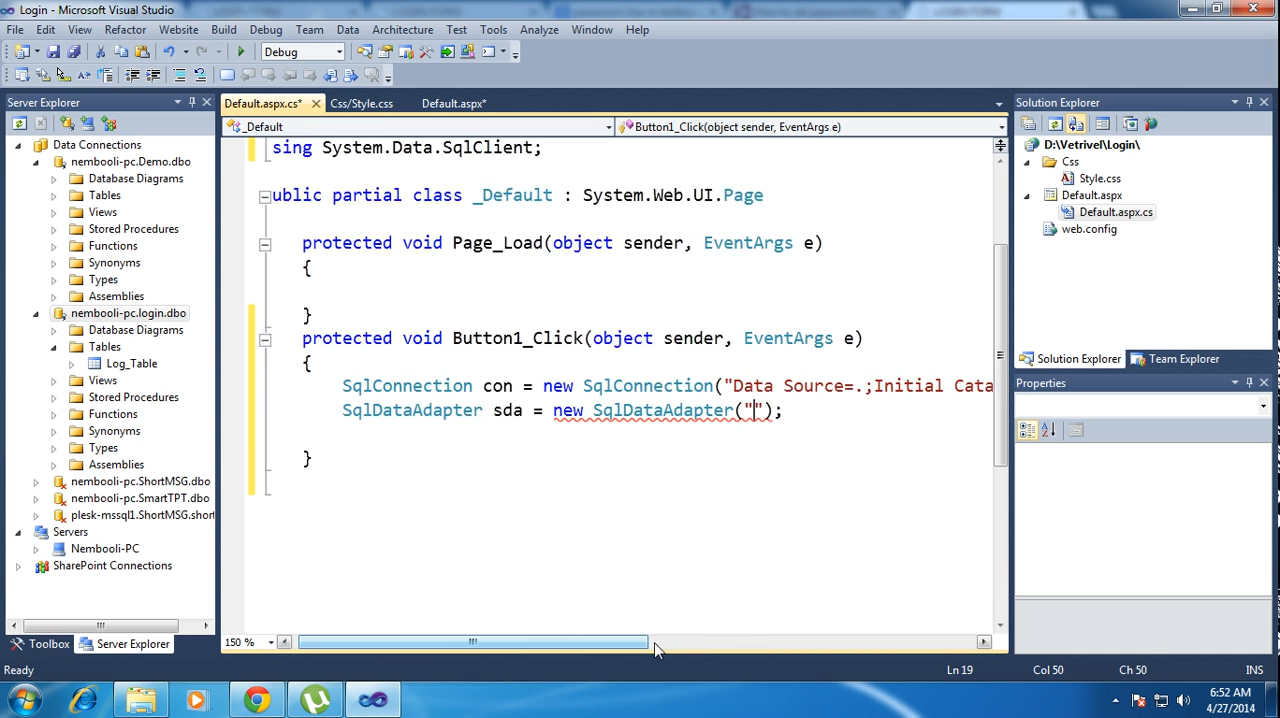 Login - Microsoft Visual Studio
File Edit View Refactor Website Build Debug Team Data Architecture Test Tools Analyze Window Help
Debug
Server Explorer
Data Connections
nembooli-pc.Demo.dbo
Database Diagrams
Tables
Views
Stored Procedures
Functions
Synonyms
Types
Assemblies
nembooli-pc.login.dbo
Database Diagrams
Tables
Log_Table
Views
Stored Procedures
Functions
Synonyms
Types
Assemblies
nembooli-pc.ShortMSG.dbo
nembooli-pc.SmartTPT.dbo
plesk-mssql1.ShortMSG.short
Servers
Nembooli-PC
SharePoint Connections
Toolbox Server Explorer
Default.aspx.cs* Css/Style.css Default.aspx*
_Default Button1_Click(object sender, EventArgs e)
sing System.Data.SqlClient;
ublic partial class _Default : System.Web.UI.Page
protected void Page_Load(object sender, EventArgs e)
{
}
protected void Button1_Click(object sender, EventArgs e)
{
SqlConnection con = new SqlConnection("Data Source=.;Initial Cata
SqlDataAdapter sda = new SqlDataAdapter("");
}
150 %
Solution Explorer
D:\Vetrivel\Login\
Css
Style.css
Default.aspx
Default.aspx.cs
web.config
Solution Explorer Team Explorer
Properties
Ready Ln 19 Col 50 Ch 50 INS
6:52 AM
4/27/2014